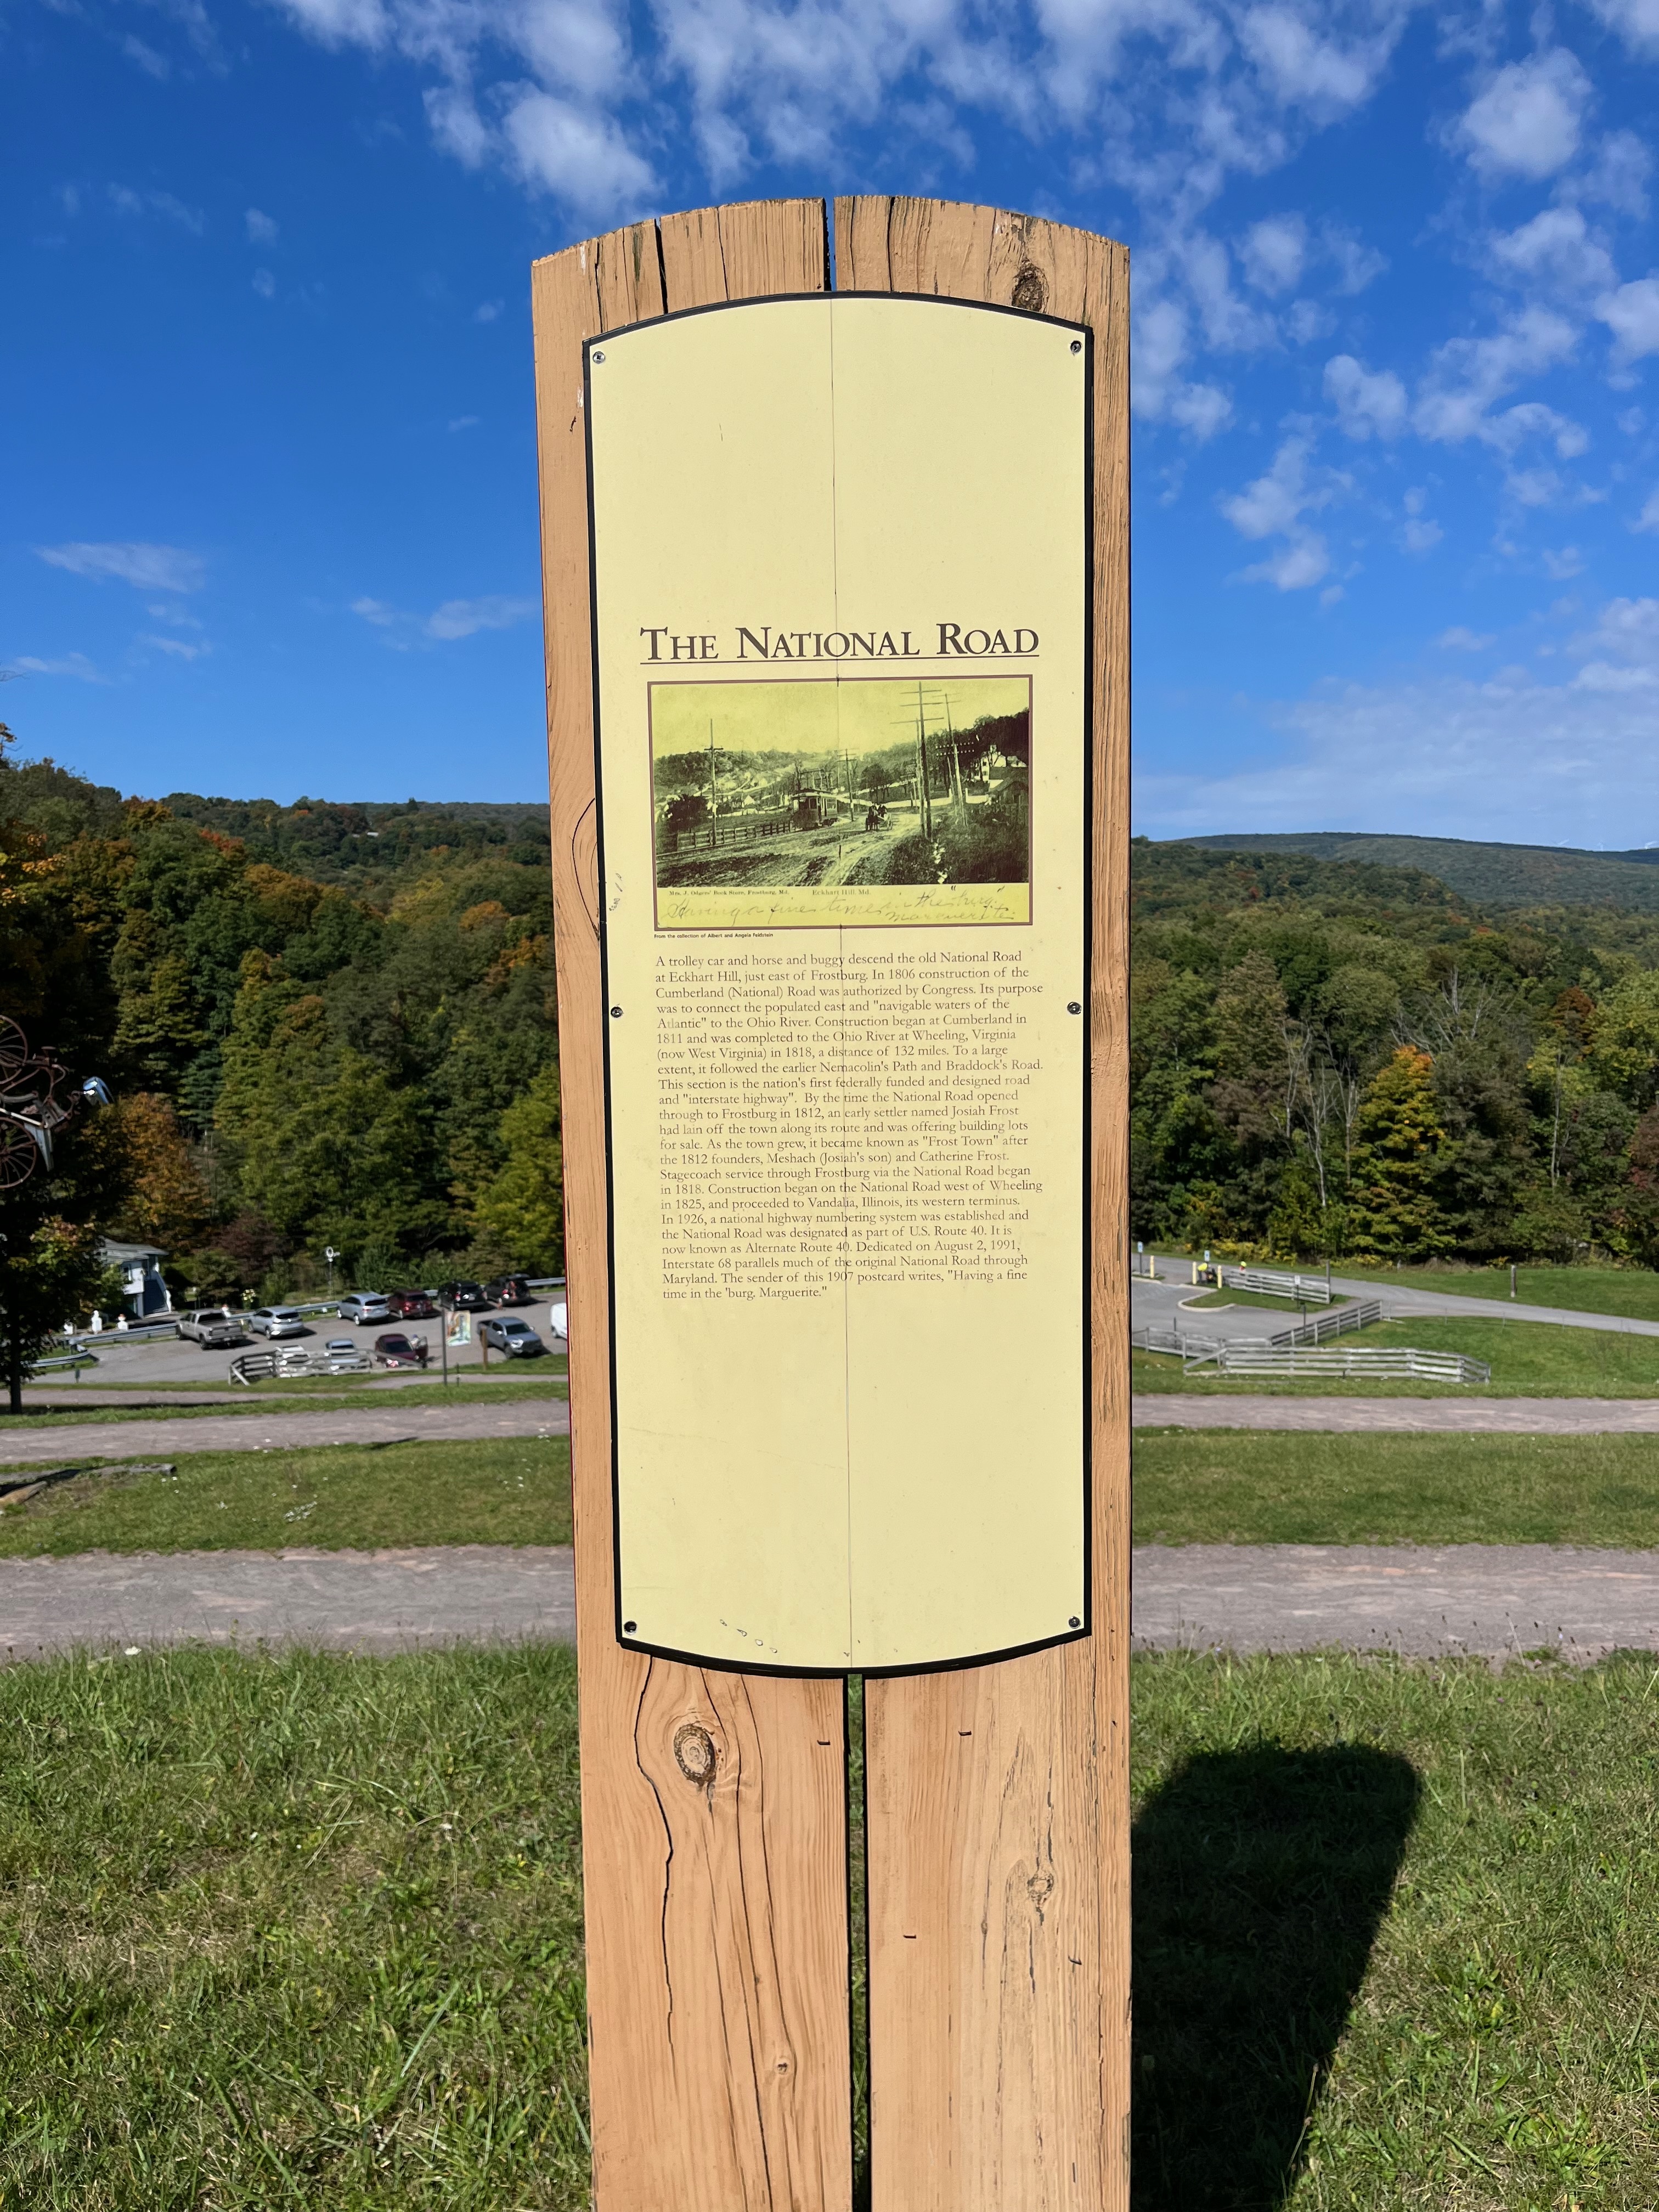 THE NATIONAL ROAD
Mrs. J. Odgers' Book Store, Frostburg, Md. Eckhart Hill, Md.
Having a fine time in the "burg."
Marguerite.
From the collection of Albert and Angela Feldstein
A trolley car and horse and buggy descend the old National Road
at Eckhart Hill, just east of Frostburg. In 1806 construction of the
Cumberland (National) Road was authorized by Congress. Its purpose
was to connect the populated east and "navigable waters of the
Atlantic" to the Ohio River. Construction began at Cumberland in
1811 and was completed to the Ohio River at Wheeling, Virginia
(now West Virginia) in 1818, a distance of 132 miles. To a large
extent, it followed the earlier Nemacolin's Path and Braddock's Road.
This section is the nation's first federally funded and designed road
and "interstate highway". By the time the National Road opened
through to Frostburg in 1812, an early settler named Josiah Frost
had lain off the town along its route and was offering building lots
for sale. As the town grew, it became known as "Frost Town" after
the 1812 founders, Meshach (Josiah's son) and Catherine Frost.
Stagecoach service through Frostburg via the National Road began
in 1818. Construction began on the National Road west of Wheeling
in 1825, and proceeded to Vandalia, Illinois, its western terminus.
In 1926, a national highway numbering system was established and
the National Road was designated as part of U.S. Route 40. It is
now known as Alternate Route 40. Dedicated on August 2, 1991,
Interstate 68 parallels much of the original National Road through
Maryland. The sender of this 1907 postcard writes, "Having a fine
time in the 'burg. Marguerite."